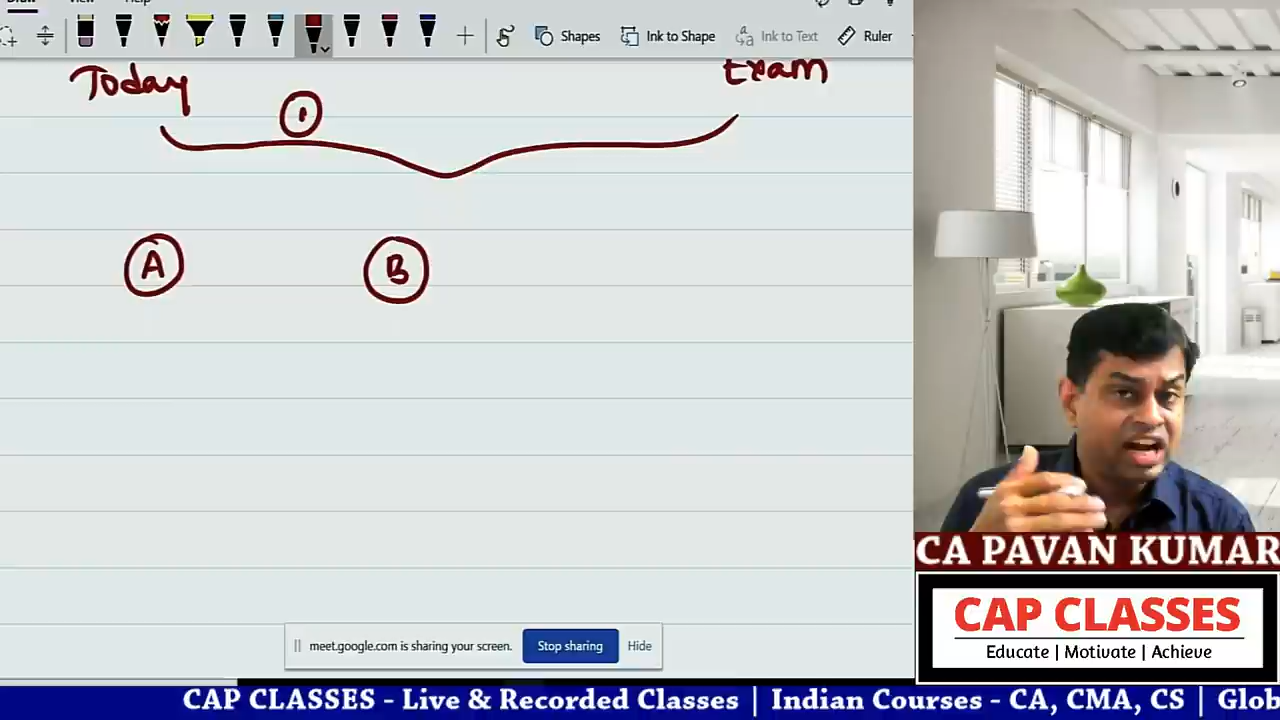 View
Help
Shapes
Ink to Shape
Ink to Text
Ruler
Today
Exam
1
A
B
meet.google.com is sharing your screen.
Stop sharing
Hide
CA PAVAN KUMAR
CAP CLASSES
Educate | Motivate | Achieve
CAP CLASSES - Live & Recorded Classes | Indian Courses - CA, CMA, CS | Glob